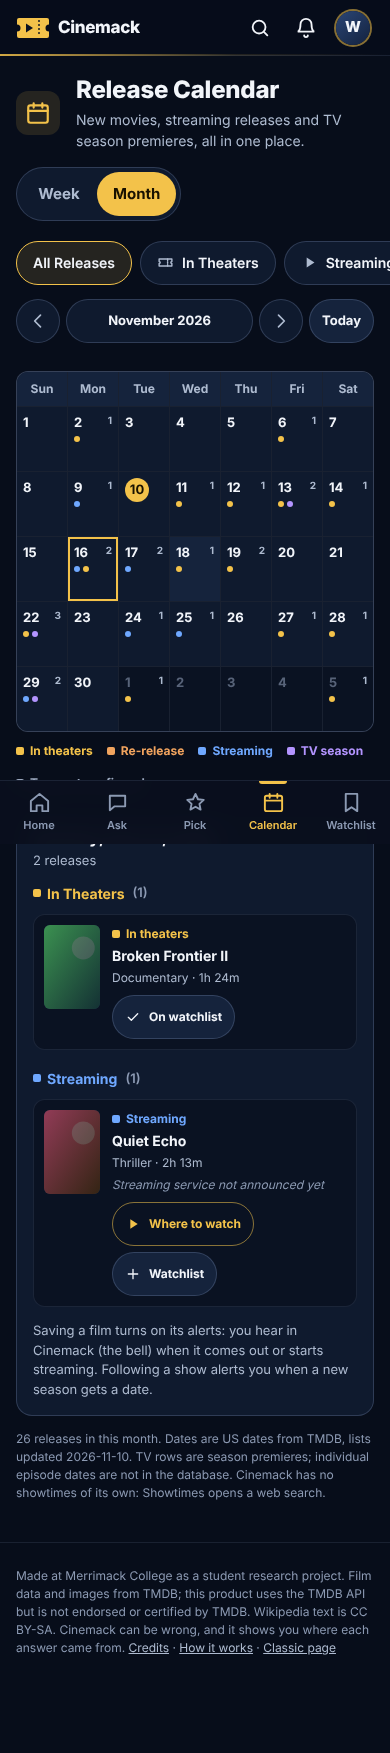 Cinemack
W
Release Calendar
New movies, streaming releases and TV
season premieres, all in one place.
Week Month
All Releases In Theaters Streaming
November 2026 Today
Sun Mon Tue Wed Thu Fri Sat
1 2 1 3 4 5 6 1 7
8 9 1 10 11 1 12 1 13 2 14 1
15 16 2 17 2 18 1 19 2 20 21
22 3 23 24 1 25 1 26 27 1 28 1
29 2 30 1 1 2 3 4 5 1
In theaters Re-release Streaming TV season
Home Ask Pick Calendar Watchlist
2 releases
In Theaters (1)
In theaters
Broken Frontier II
Documentary · 1h 24m
On watchlist
Streaming (1)
Streaming
Quiet Echo
Thriller · 2h 13m
Streaming service not announced yet
Where to watch
Watchlist
Saving a film turns on its alerts: you hear in
Cinemack (the bell) when it comes out or starts
streaming. Following a show alerts you when a new
season gets a date.
26 releases in this month. Dates are US dates from TMDB, lists
updated 2026-11-10. TV rows are season premieres; individual
episode dates are not in the database. Cinemack has no
showtimes of its own: Showtimes opens a web search.
Made at Merrimack College as a student research project. Film
data and images from TMDB; this product uses the TMDB API
but is not endorsed or certified by TMDB. Wikipedia text is CC
BY-SA. Cinemack can be wrong, and it shows you where each
answer came from. Credits · How it works · Classic page